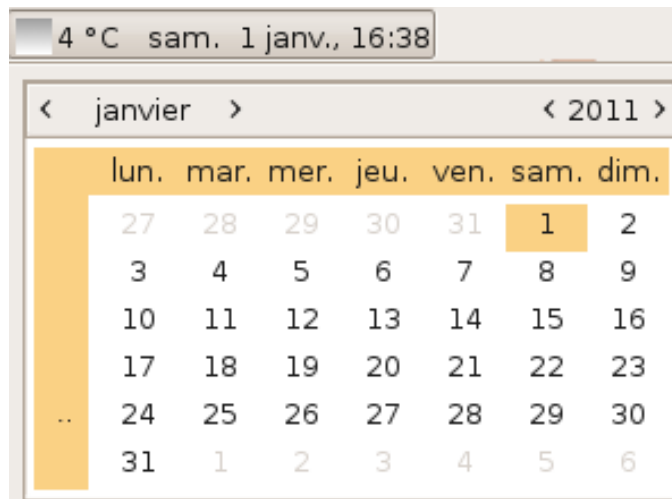 4 °C sam. 1 janv., 16:38
< janvier > < 2011 >
lun. mar. mer. jeu. ven. sam. dim.
27 28 29 30 31 1 2
3 4 5 6 7 8 9
10 11 12 13 14 15 16
17 18 19 20 21 22 23
.. 24 25 26 27 28 29 30
31 1 2 3 4 5 6